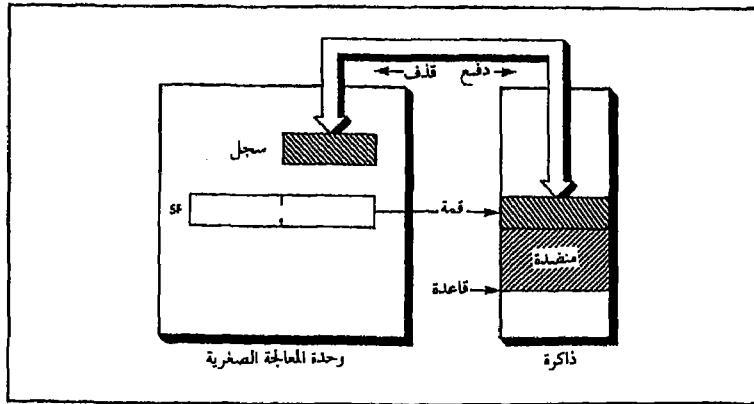 دفع قذف
سجل
SP
قمة
منضدة
قاعدة
وحدة المعالجة الصغرية
ذاكرة